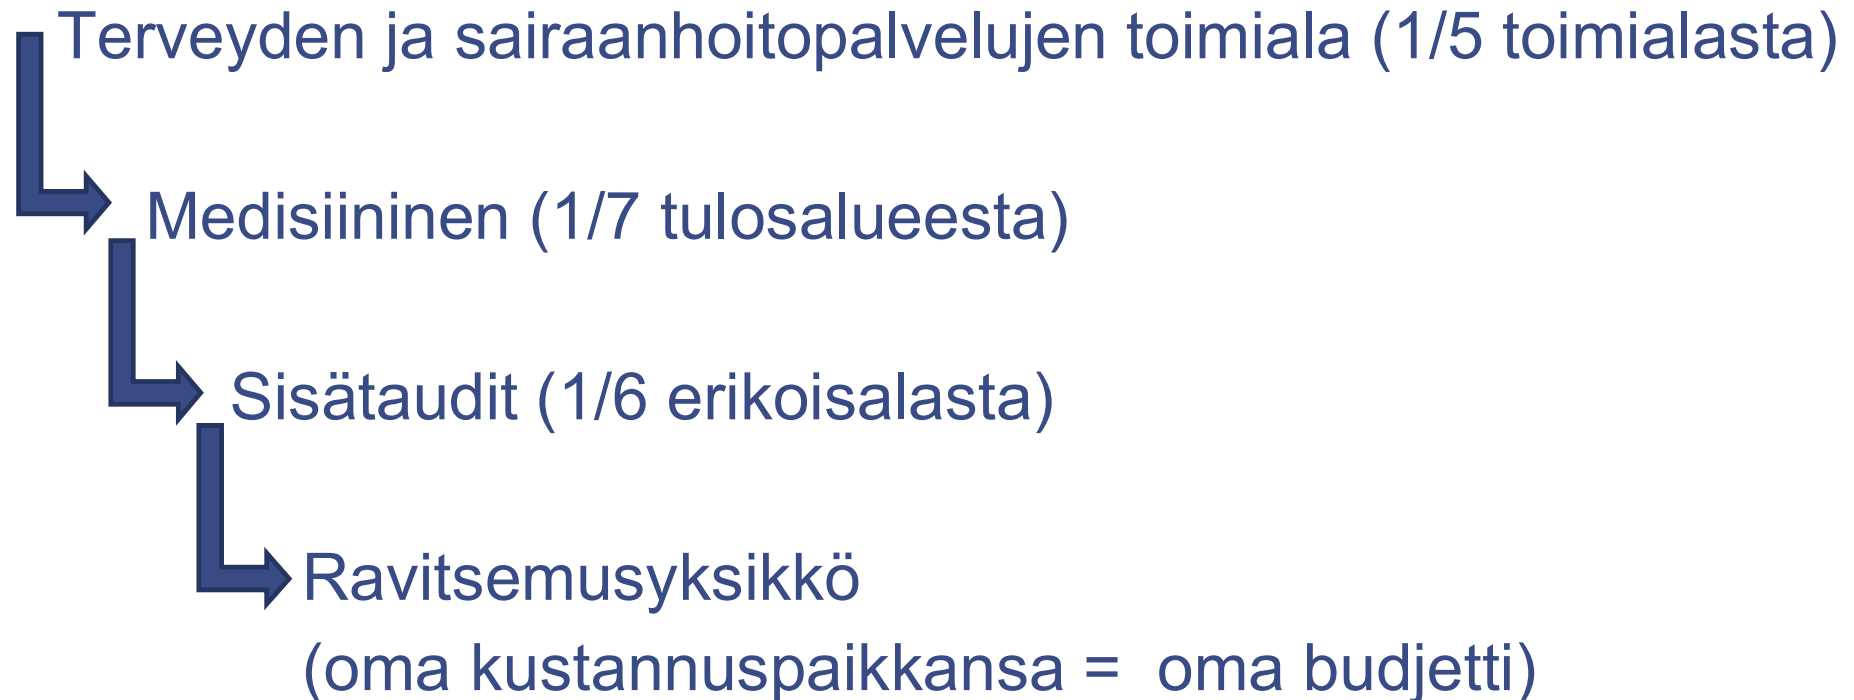 Terveyden ja sairaanhoitopalvelujen toimiala (1/5 toimialasta)
Medisiininen (1/7 tulosalueesta)
Sisätaudit (1/6 erikoisalasta)
Ravitsemusyksikkö
(oma kustannuspaikkansa = oma budjetti)